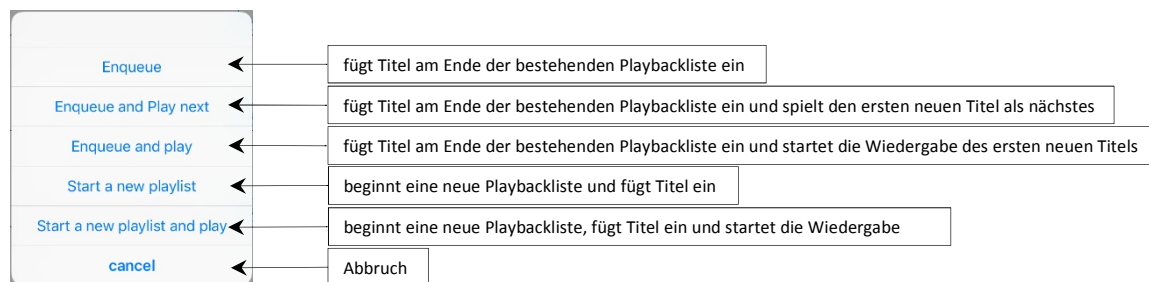 Enqueue
fügt Titel am Ende der bestehenden Playbackliste ein
Enqueue and Play next
fügt Titel am Ende der bestehenden Playbackliste ein und spielt den ersten neuen Titel als nächstes
Enqueue and play
fügt Titel am Ende der bestehenden Playbackliste ein und startet die Wiedergabe des ersten neuen Titels
Start a new playlist
beginnt eine neue Playbackliste und fügt Titel ein
Start a new playlist and play
beginnt eine neue Playbackliste, fügt Titel ein und startet die Wiedergabe
cancel
Abbruch